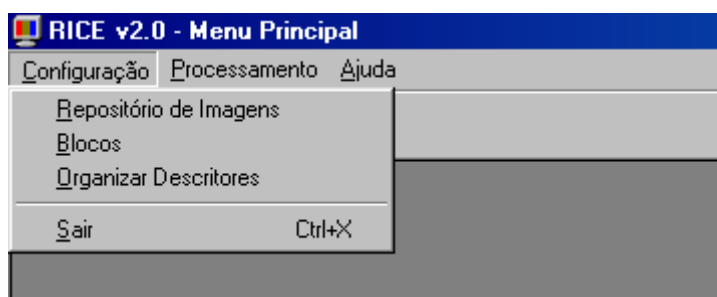 RICE v2.0 - Menu Principal
Configuração Processamento Ajuda
Repositório de Imagens
Blocos
Organizar Descritores
Sair Ctrl+X